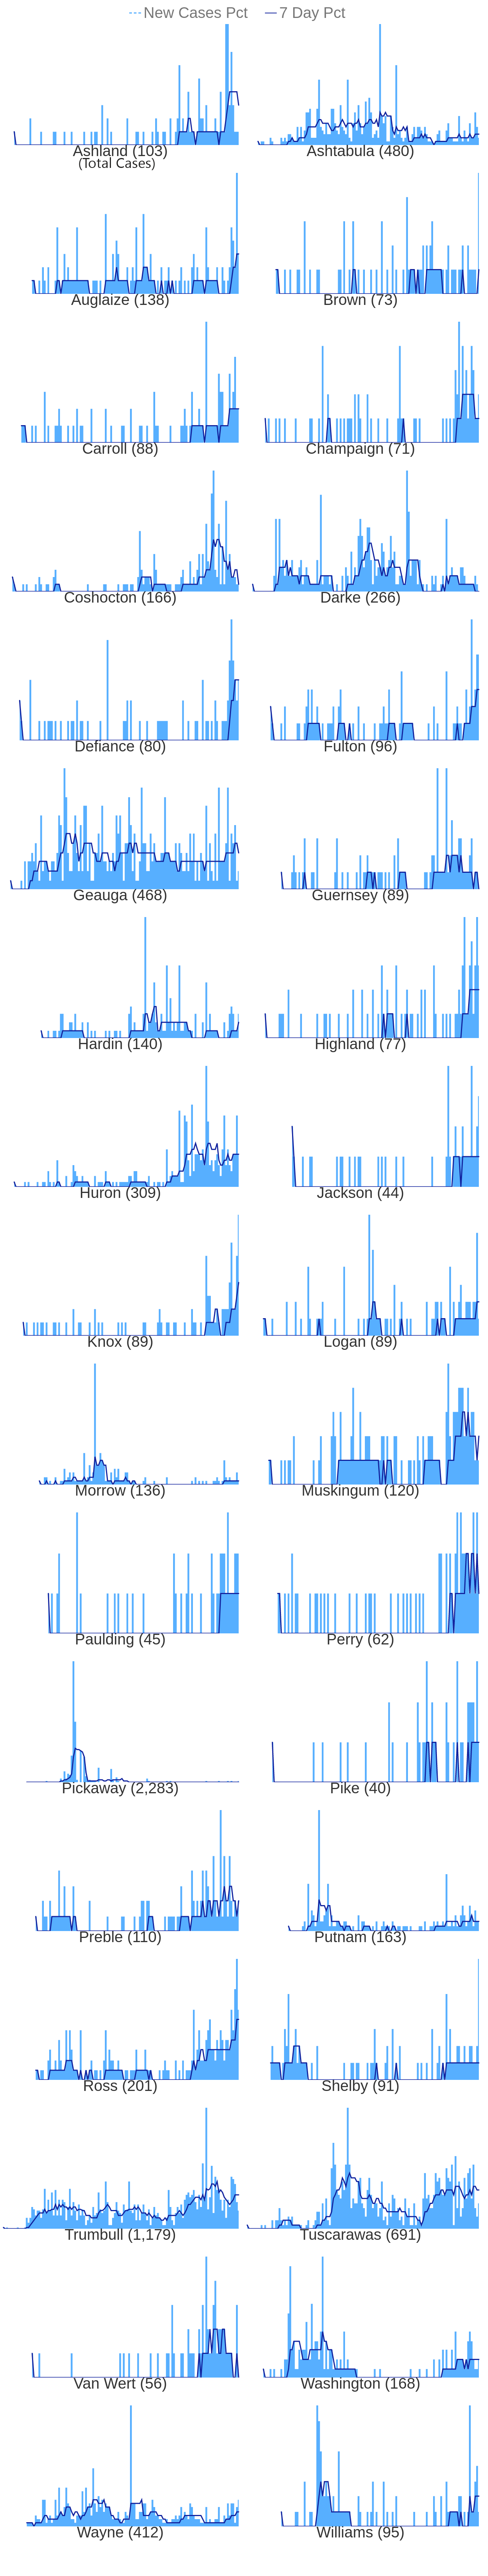 New Cases Pct 7 Day Pct
Ashland (103) Ashtabula (480)
(Total Cases)
Auglaize (138) Brown (73)
Carroll (88) Champaign (71)
Coshocton (166) Darke (266)
Defiance (80) Fulton (96)
Geauga (468) Guernsey (89)
Hardin (140) Highland (77)
Huron (309) Jackson (44)
Knox (89) Logan (89)
Morrow (136) Muskingum (120)
Paulding (45) Perry (62)
Pickaway (2,283) Pike (40)
Preble (110) Putnam (163)
Ross (201) Shelby (91)
Trumbull (1,179) Tuscarawas (691)
Van Wert (56) Washington (168)
Wayne (412) Williams (95)